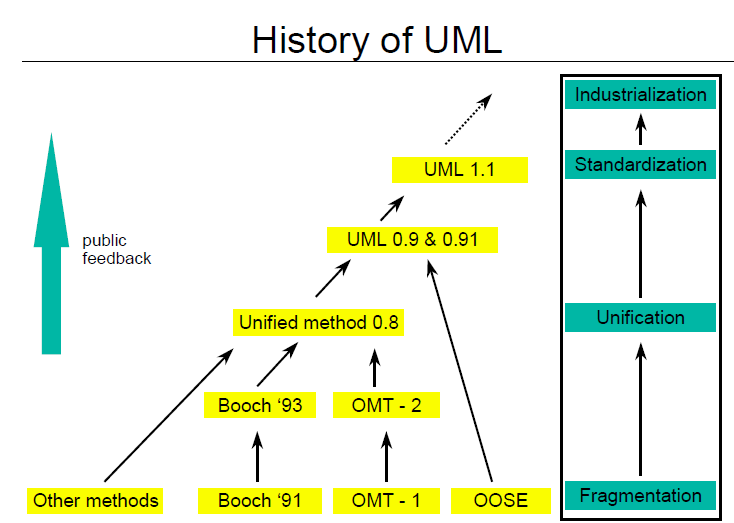 History of UML
Industrialization
UML 1.1
Standardization
public
feedback
UML 0.9 & 0.91
Unified method 0.8
Unification
Booch ‘93
OMT - 2
Other methods
Booch ‘91
OMT - 1
OOSE
Fragmentation